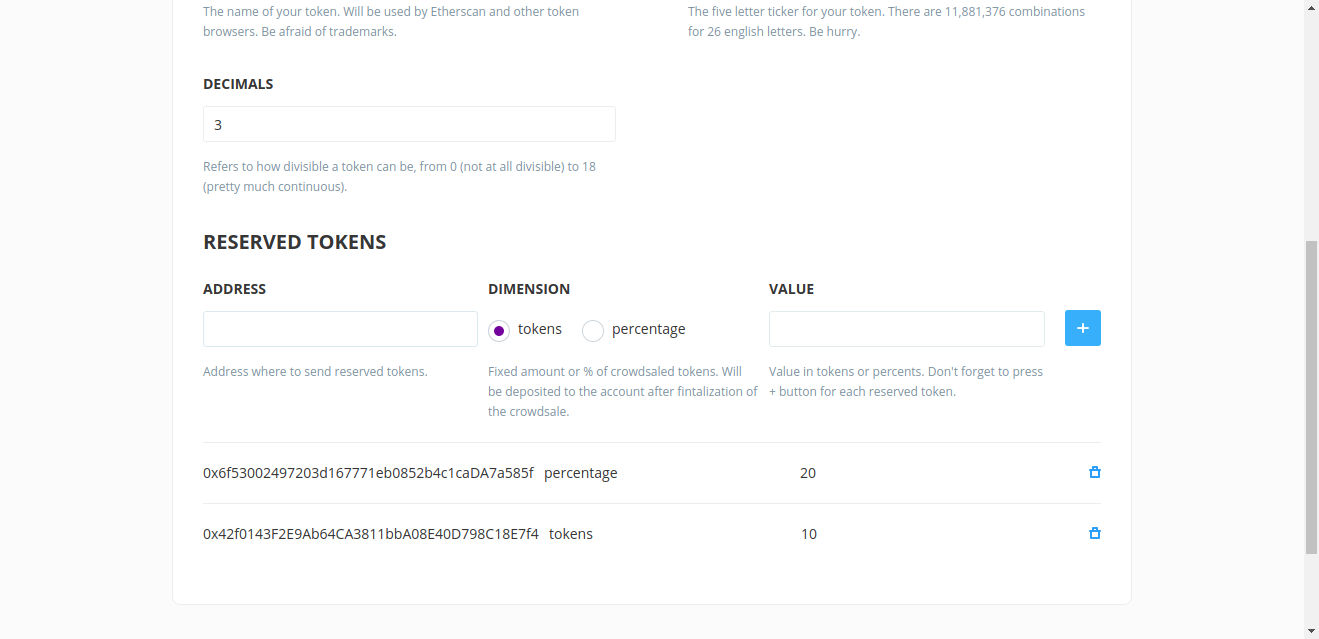 The name of your token. Will be used by Etherscan and other token
browsers. Be afraid of trademarks.
The five letter ticker for your token. There are 11,881,376 combinations
for 26 english letters. Be hurry.
DECIMALS
3
Refers to how divisible a token can be, from 0 (not at all divisible) to 18
(pretty much continuous).
RESERVED TOKENS
ADDRESS
Address where to send reserved tokens.
DIMENSION
tokens percentage
Fixed amount or % of crowdsaled tokens. Will
be deposited to the account after fintalization of
the crowdsale.
VALUE
+
Value in tokens or percents. Don't forget to press
+ button for each reserved token.
0x6f53002497203d167771eb0852b4c1caDA7a585f percentage 20
0x42f0143F2E9Ab64CA3811bbA08E40D798C18E7f4 tokens 10